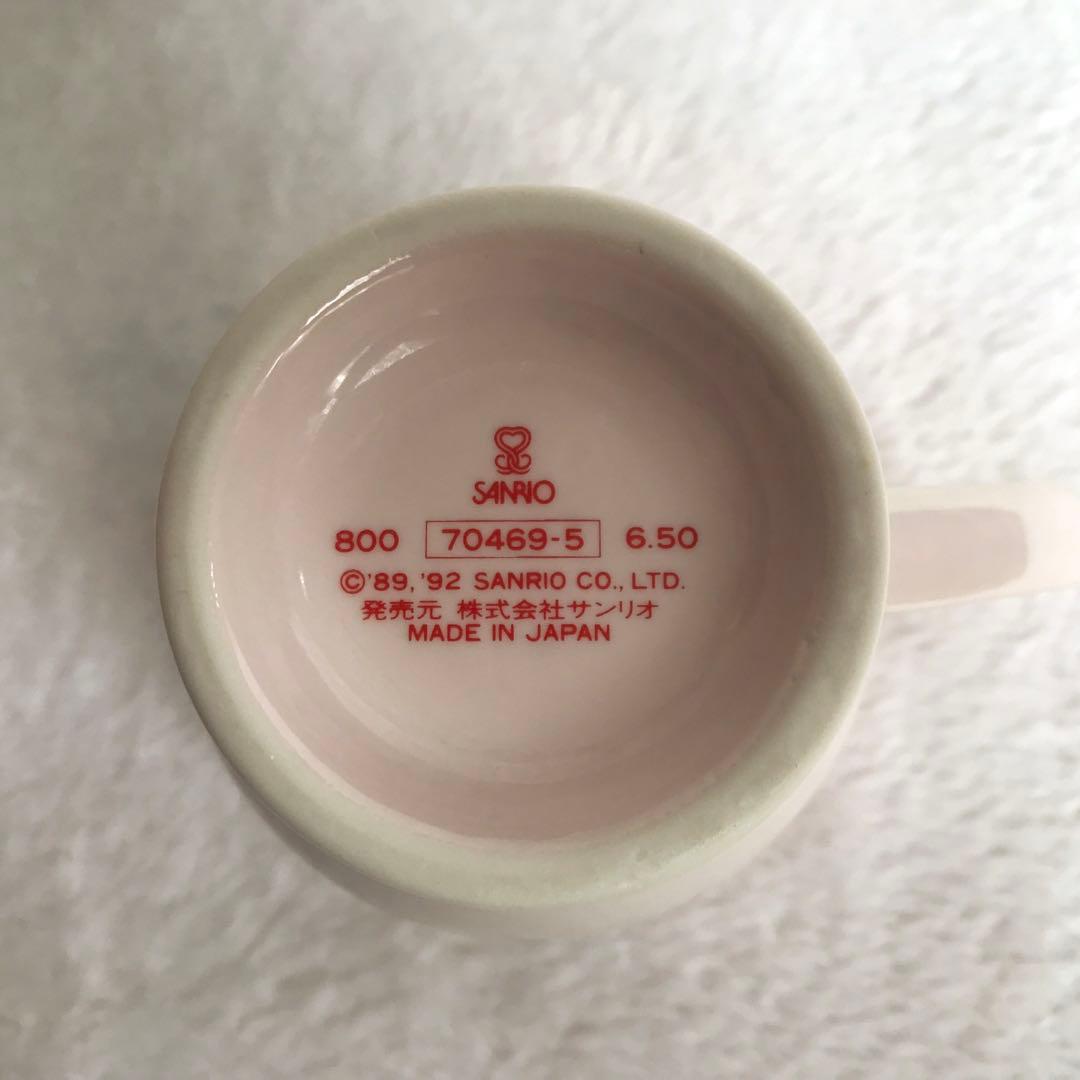 SANRIO
800 70469-5 6.50
©'89, '92 SANRIO CO., LTD.
発売元 株式会社サンリオ
MADE IN JAPAN